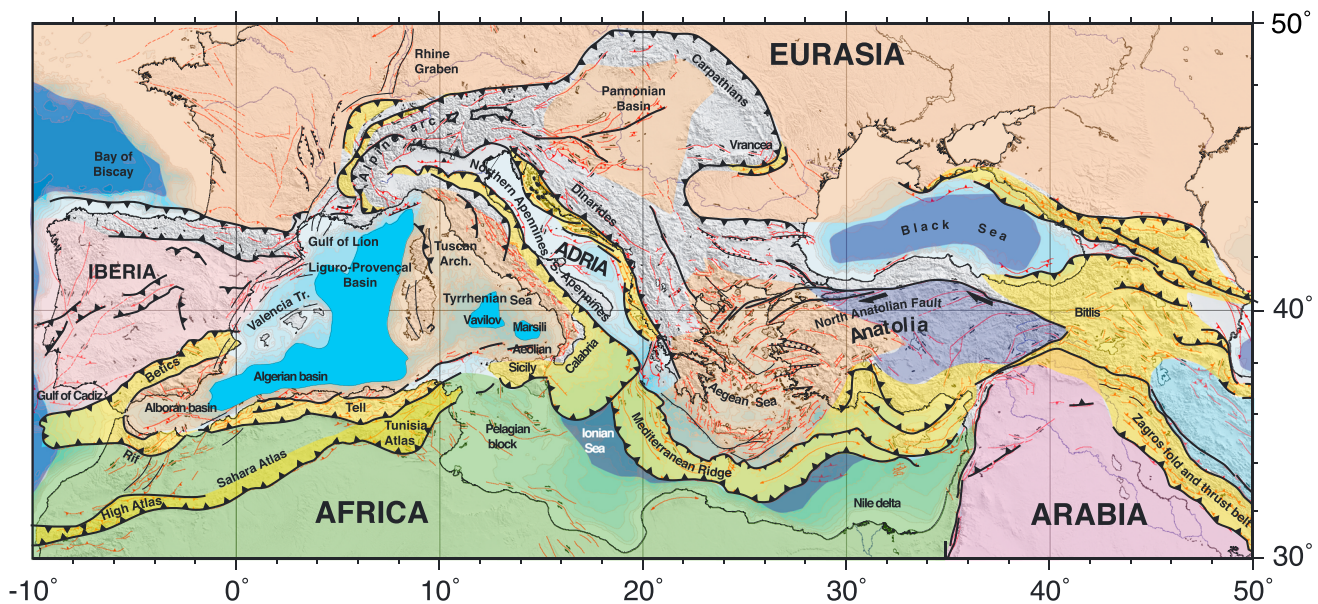 50°
EURASIA
Rhine
Graben
Carpathians
Pannonian
Basin
Vrancea
Alpine arc
Bay of
Biscay
Northern Apennines
S. Apennines
Dinarides
ADRIA
Black Sea
Gulf of Lion
Tuscan
Arch.
IBERIA
Liguro-Provençal
Basin
Valencia Tr.
Tyrrhenian Sea
Vavilov
Marsili
Aeolian
North Anatolian Fault
Anatolia
Bitlis
40°
Betics
Calabria
Sicily
Algerian basin
Gulf of Cadiz
Alboran basin
Tell
Aegean Sea
Tunisia
Atlas
Pelagian
block
Ionian
Sea
Mediterranean Ridge
Rif
Sahara Atlas
High Atlas
Zagros fold and thrust belt
AFRICA
Nile delta
ARABIA
30°
-10° 0° 10° 20° 30° 40° 50°